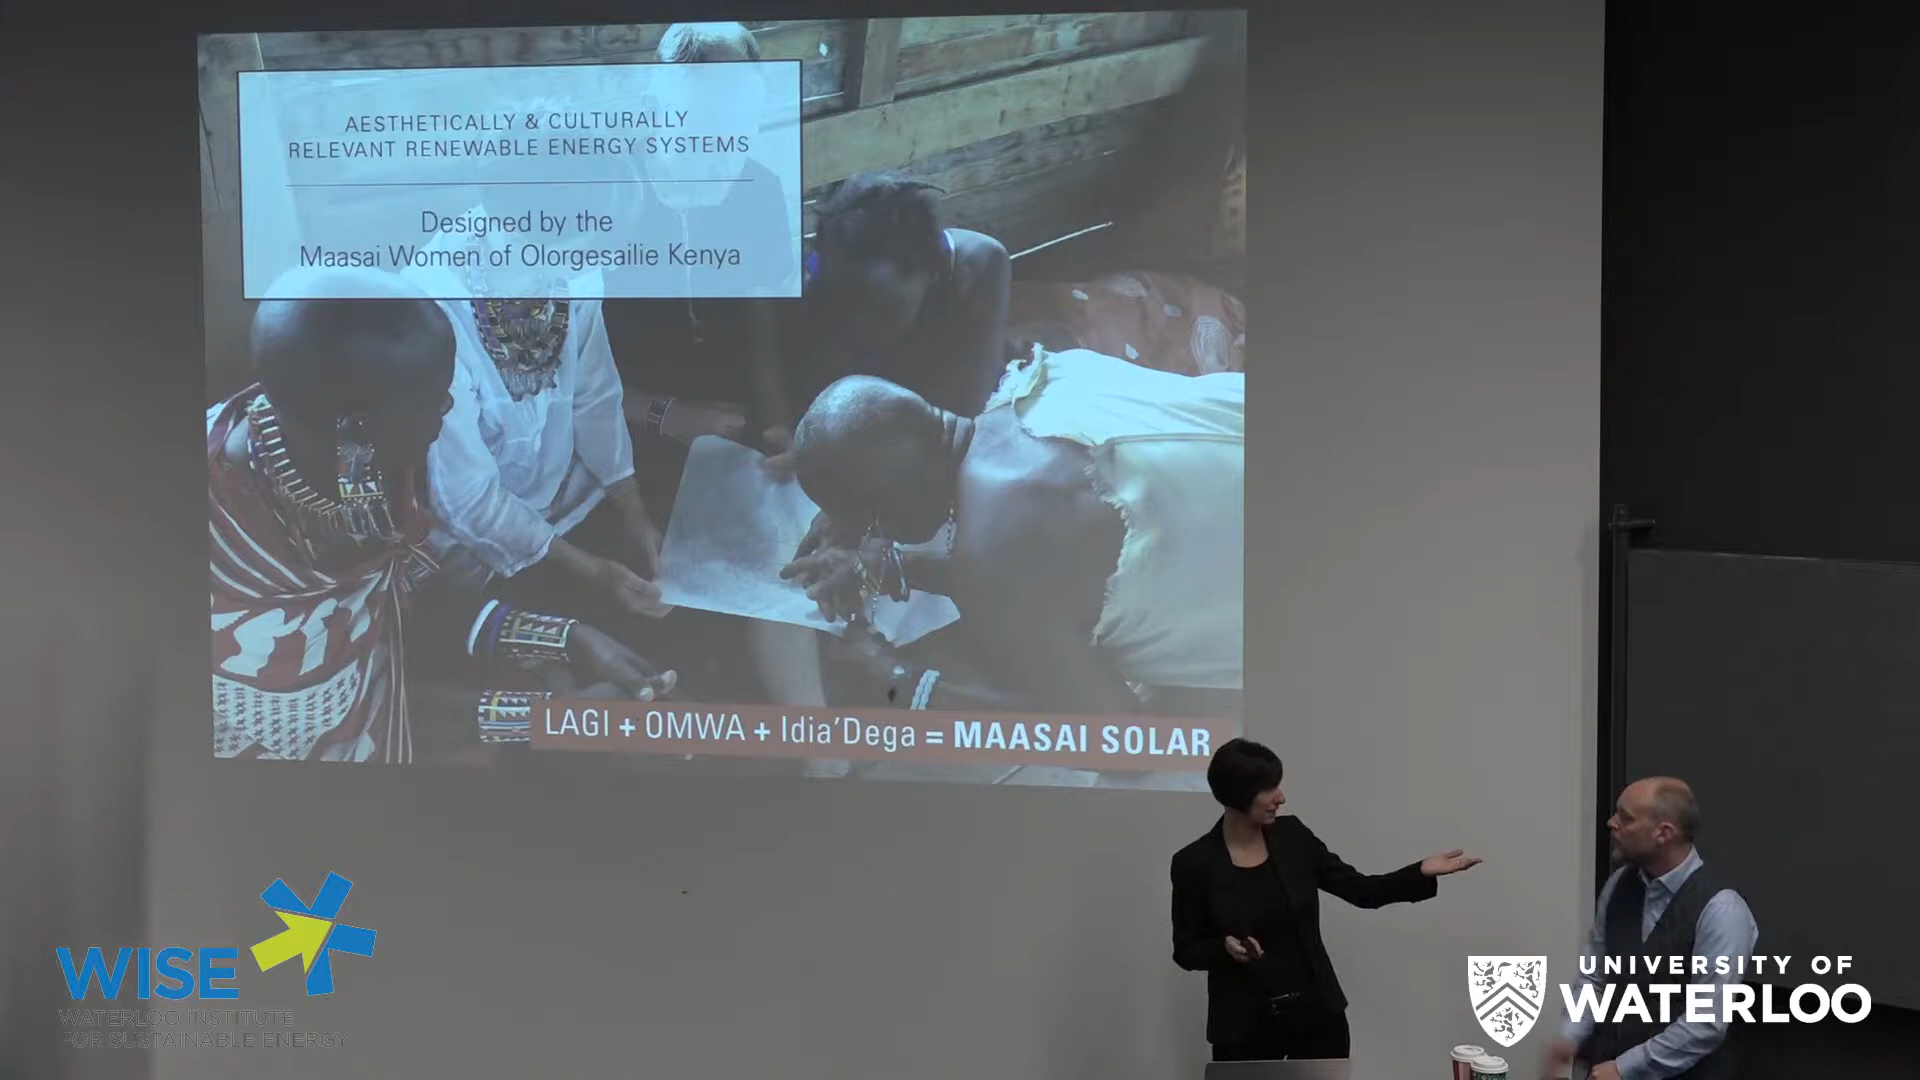 AESTHETICALLY & CULTURALLY
RELEVANT RENEWABLE ENERGY SYSTEMS
Designed by the
Maasai Women of Olorgesailie Kenya
LAGI + OMWA + Idia'Dega = MAASAI SOLAR
WISE
WATERLOO INSTITUTE
FOR SUSTAINABLE ENERGY
UNIVERSITY OF
WATERLOO